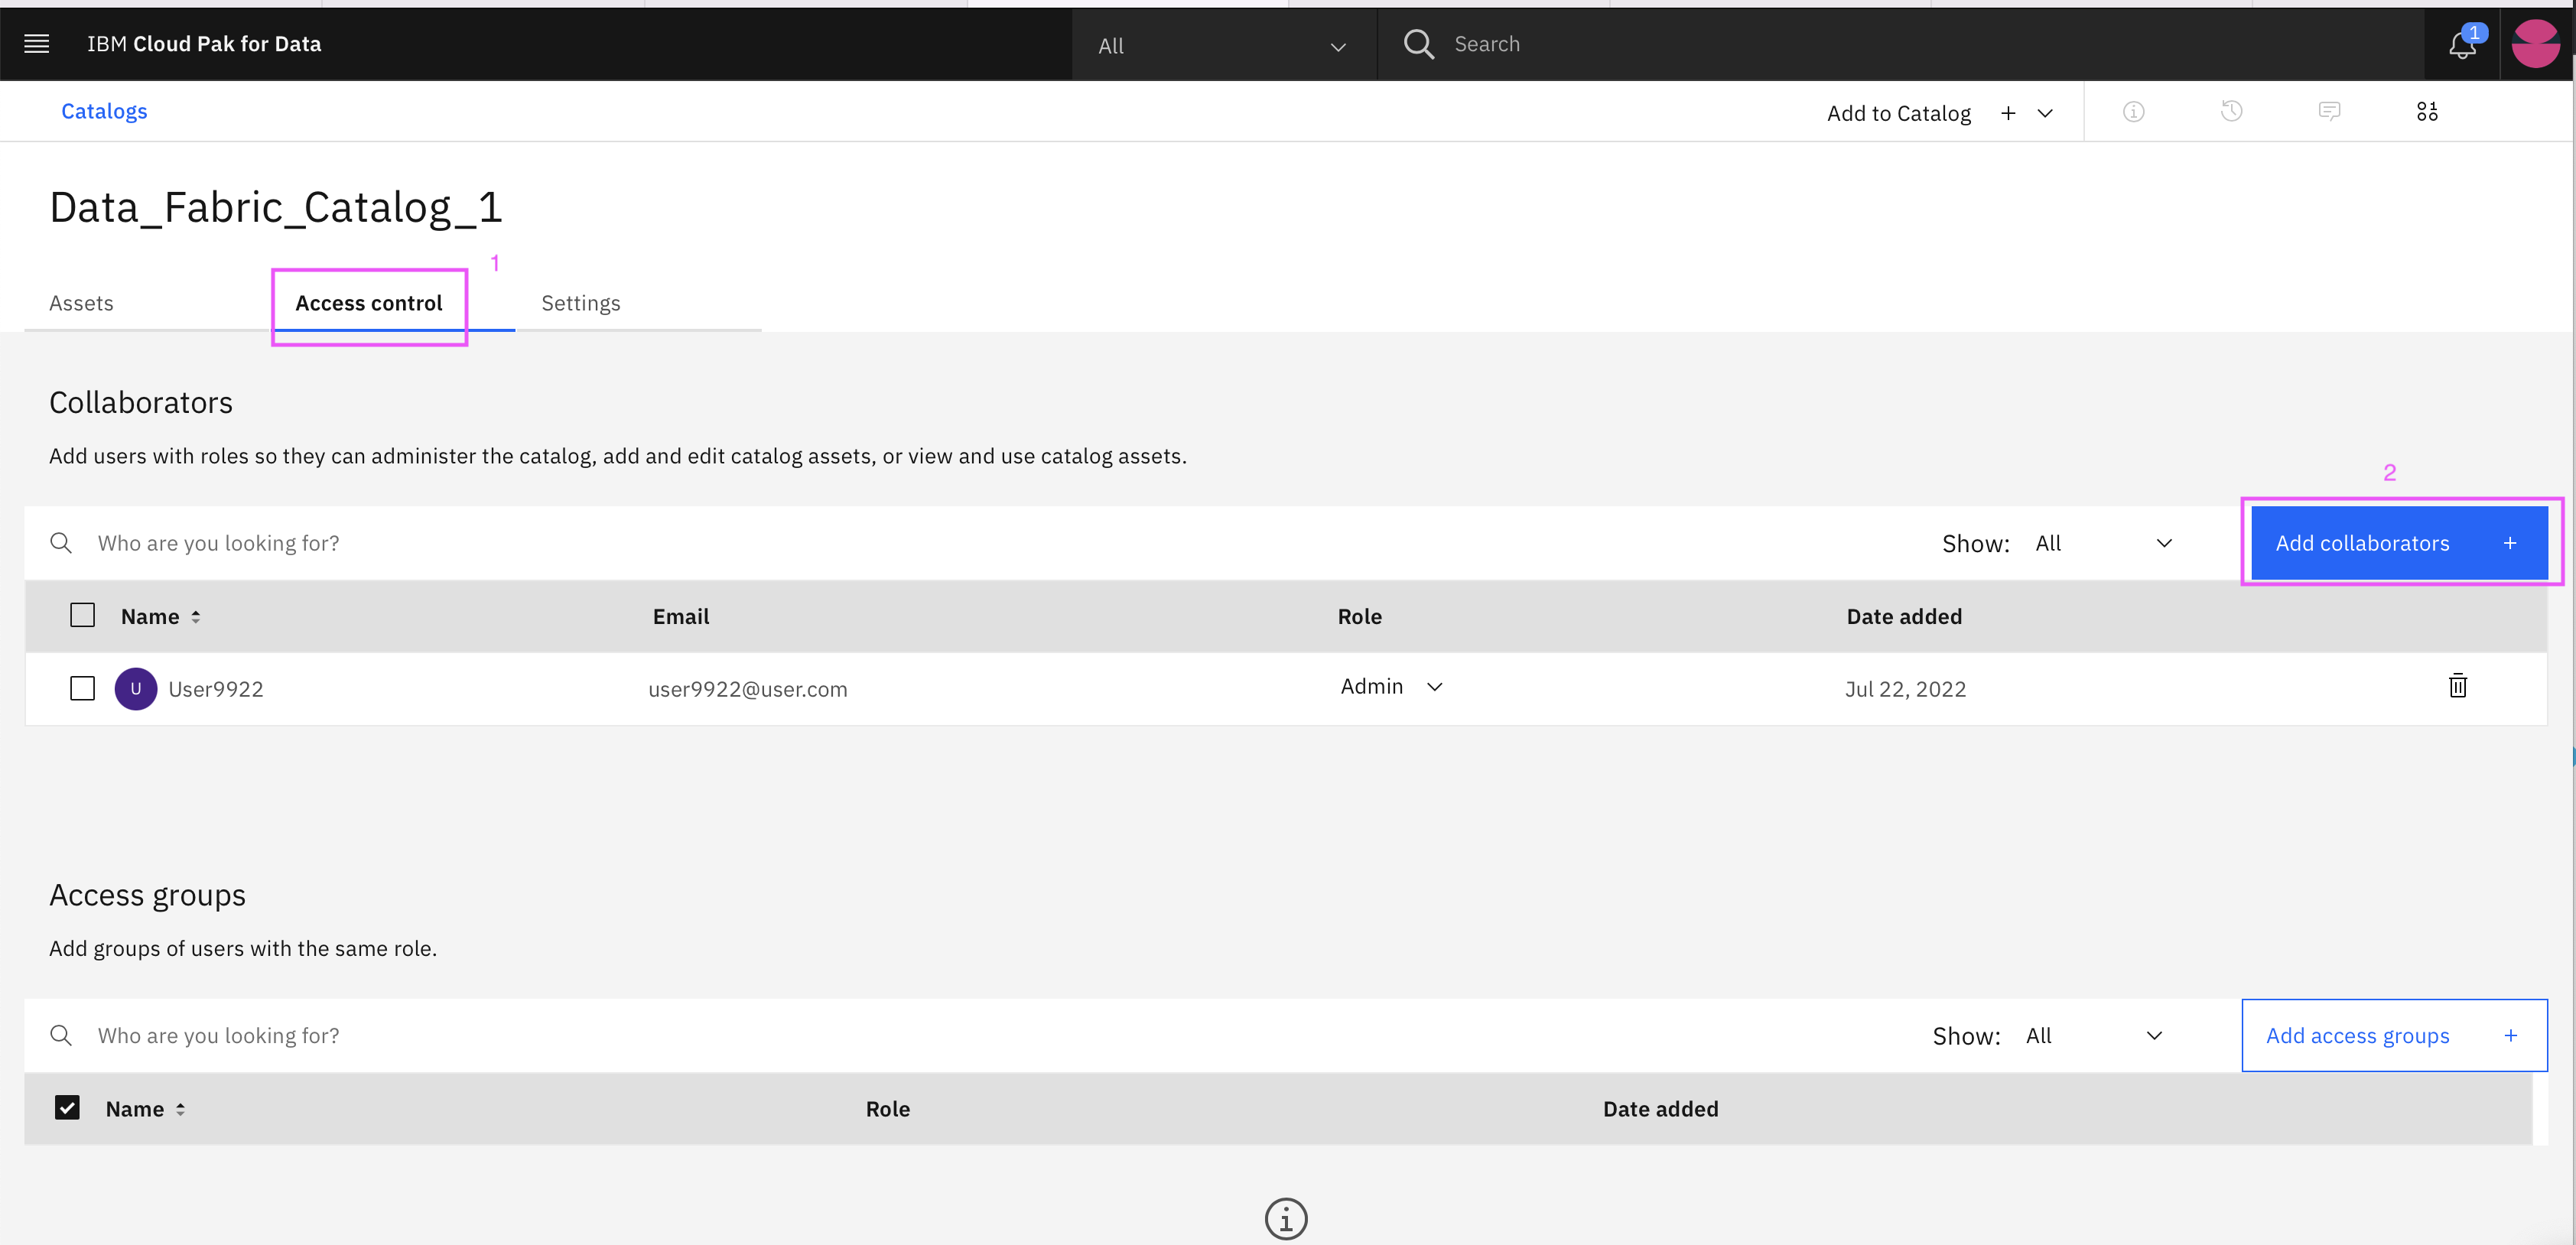 IBM Cloud Pak for Data
All
Search
1
Catalogs
Add to Catalog +
Data_Fabric_Catalog_1
1
Assets
Access control
Settings
Collaborators
Add users with roles so they can administer the catalog, add and edit catalog assets, or view and use catalog assets.
2
Who are you looking for?
Show: All
Add collaborators +
Name
Email
Role
Date added
U
User9922
user9922@user.com
Admin
Jul 22, 2022
Access groups
Add groups of users with the same role.
Who are you looking for?
Show: All
Add access groups +
Name
Role
Date added